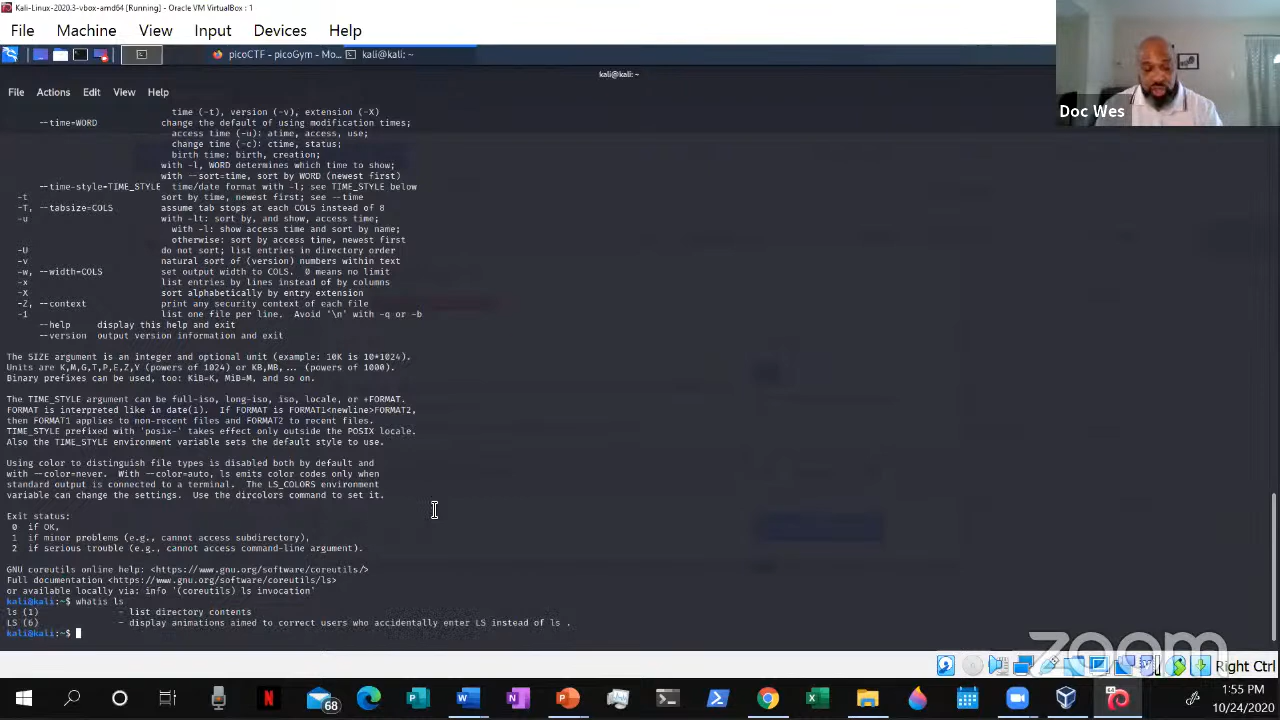 Kali-Linux-2020.3-vbox-amd64 [Running] - Oracle VM VirtualBox : 1
File Machine View Input Devices Help
picoCTF - picoGym - Mo... kali@kali: ~
kali@kali: ~
File Actions Edit View Help
Doc Wes
time (-t), version (-v), extension (-X)
--time=WORD change the default of using modification times;
access time (-u): atime, access, use;
change time (-c): ctime, status;
birth time: birth, creation;
with -l, WORD determines which time to show;
with --sort=time, sort by WORD (newest first)
--time-style=TIME_STYLE time/date format with -l; see TIME_STYLE below
-t sort by time, newest first; see --time
-T, --tabsize=COLS assume tab stops at each COLS instead of 8
-u with -lt: sort by, and show, access time;
with -l: show access time and sort by name;
otherwise: sort by access time, newest first
-U do not sort; list entries in directory order
-v natural sort of (version) numbers within text
-w, --width=COLS set output width to COLS. 0 means no limit
-x list entries by lines instead of by columns
-X sort alphabetically by entry extension
-Z, --context print any security context of each file
-1 list one file per line. Avoid '\n' with -q or -b
--help display this help and exit
--version output version information and exit
The SIZE argument is an integer and optional unit (example: 10K is 10*1024).
Units are K,M,G,T,P,E,Z,Y (powers of 1024) or KB,MB,... (powers of 1000).
Binary prefixes can be used, too: KiB=K, MiB=M, and so on.
The TIME_STYLE argument can be full-iso, long-iso, iso, locale, or +FORMAT.
FORMAT is interpreted like in date(1). If FORMAT is FORMAT1<newline>FORMAT2,
then FORMAT1 applies to non-recent files and FORMAT2 to recent files.
TIME_STYLE prefixed with 'posix-' takes effect only outside the POSIX locale.
Also the TIME_STYLE environment variable sets the default style to use.
Using color to distinguish file types is disabled both by default and
with --color=never. With --color=auto, ls emits color codes only when
standard output is connected to a terminal. The LS_COLORS environment
variable can change the settings. Use the dircolors command to set it.
Exit status:
0 if OK,
1 if minor problems (e.g., cannot access subdirectory),
2 if serious trouble (e.g., cannot access command-line argument).
GNU coreutils online help: <https://www.gnu.org/software/coreutils/>
Full documentation <https://www.gnu.org/software/coreutils/ls>
or available locally via: info '(coreutils) ls invocation'
kali@kali:~$ whatis ls
ls (1) - list directory contents
LS (6) - display animations aimed to correct users who accidentally enter LS instead of ls .
kali@kali:~$
zoom
Right Ctrl
68
1:55 PM
10/24/2020